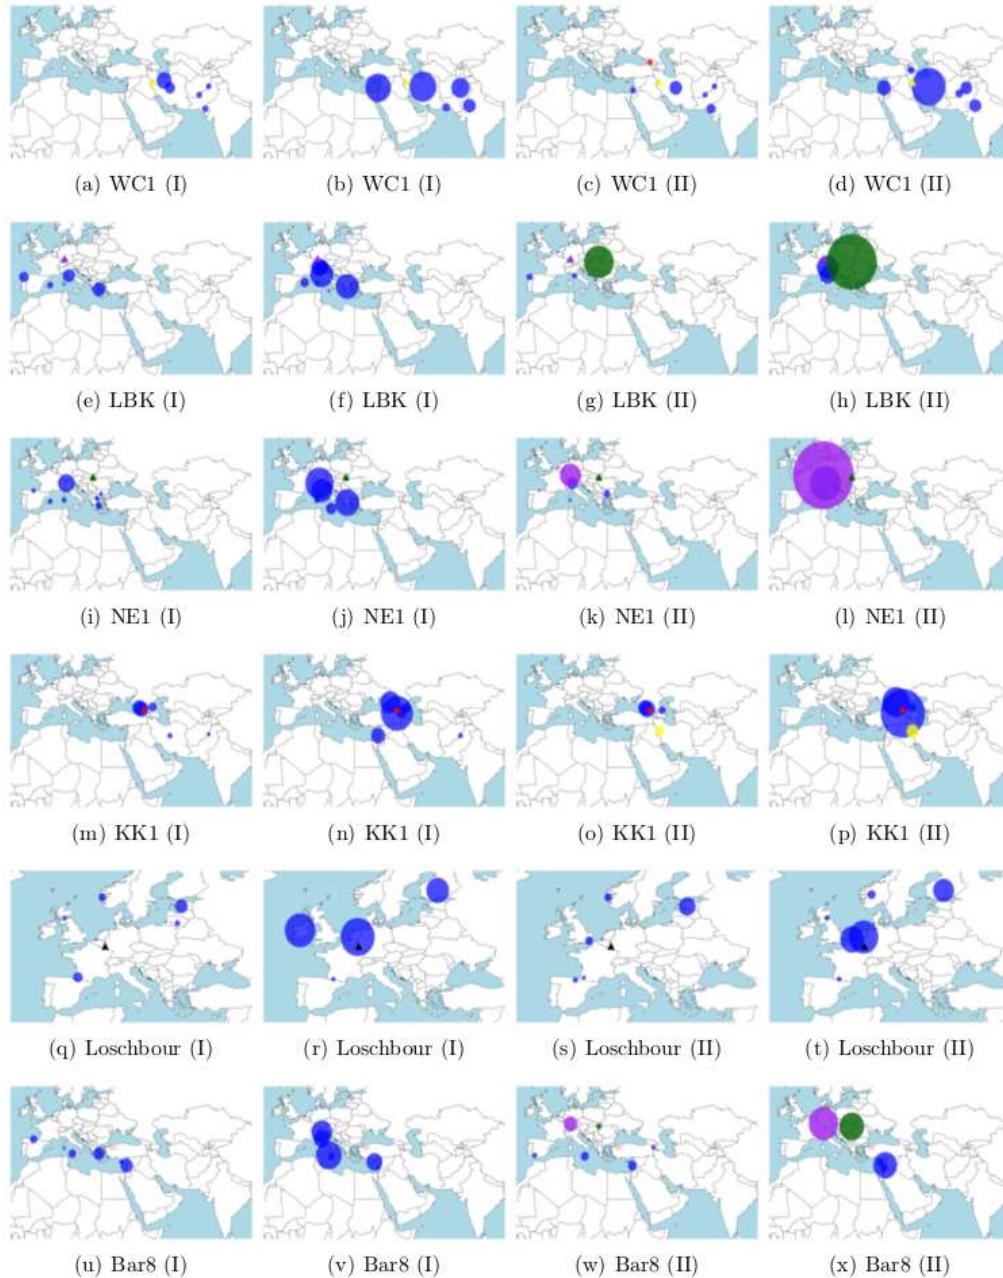 (a) WC1 (I) (b) WC1 (I) (c) WC1 (II) (d) WC1 (II)
(e) LBK (I) (f) LBK (I) (g) LBK (II) (h) LBK (II)
(i) NE1 (I) (j) NE1 (I) (k) NE1 (II) (l) NE1 (II)
(m) KK1 (I) (n) KK1 (I) (o) KK1 (II) (p) KK1 (II)
(q) Loschbour (I) (r) Loschbour (I) (s) Loschbour (II) (t) Loschbour (II)
(u) Bar8 (I) (v) Bar8 (I) (w) Bar8 (II) (x) Bar8 (II)